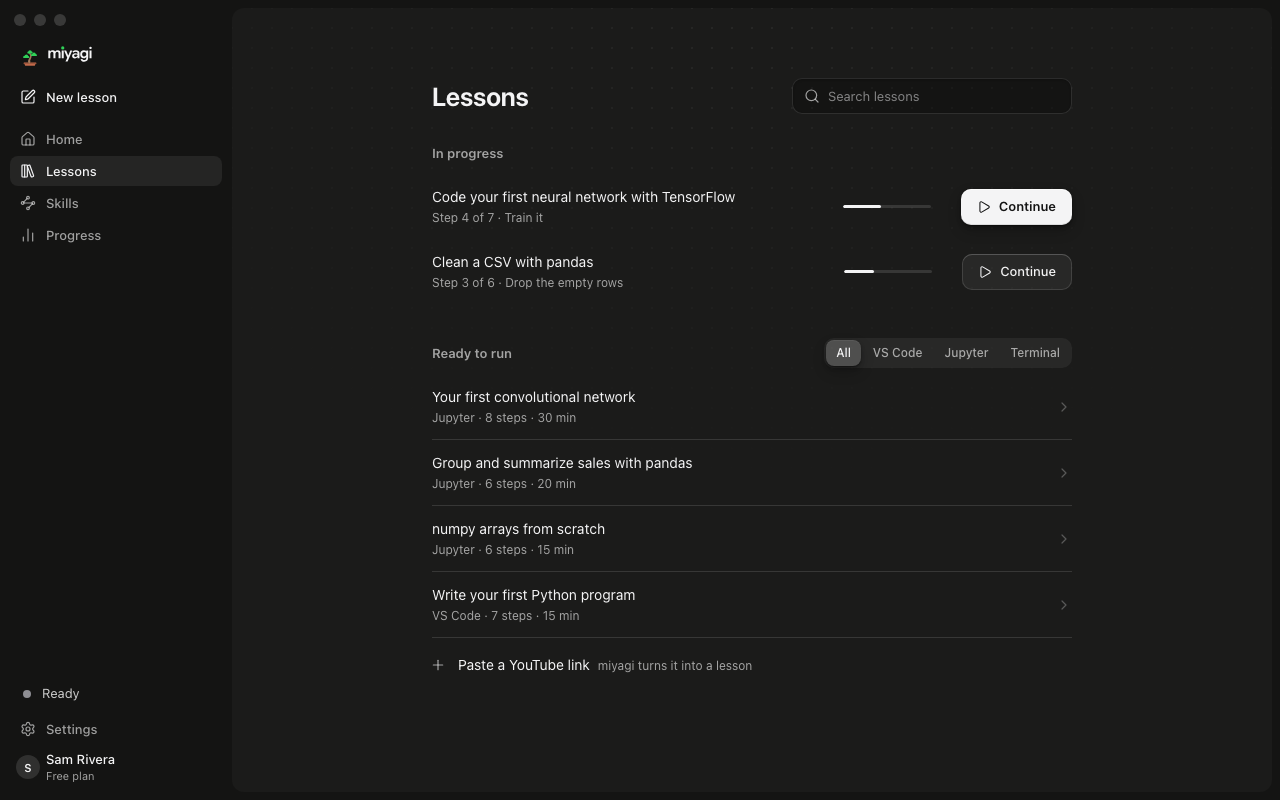 miyagi
New lesson
Home
Lessons
Skills
Progress
Ready
Settings
S
Sam Rivera
Free plan
Lessons
Search lessons
In progress
Code your first neural network with TensorFlow
Step 4 of 7 · Train it
Continue
Clean a CSV with pandas
Step 3 of 6 · Drop the empty rows
Continue
Ready to run
All VS Code Jupyter Terminal
Your first convolutional network
Jupyter · 8 steps · 30 min
Group and summarize sales with pandas
Jupyter · 6 steps · 20 min
numpy arrays from scratch
Jupyter · 6 steps · 15 min
Write your first Python program
VS Code · 7 steps · 15 min
Paste a YouTube link miyagi turns it into a lesson